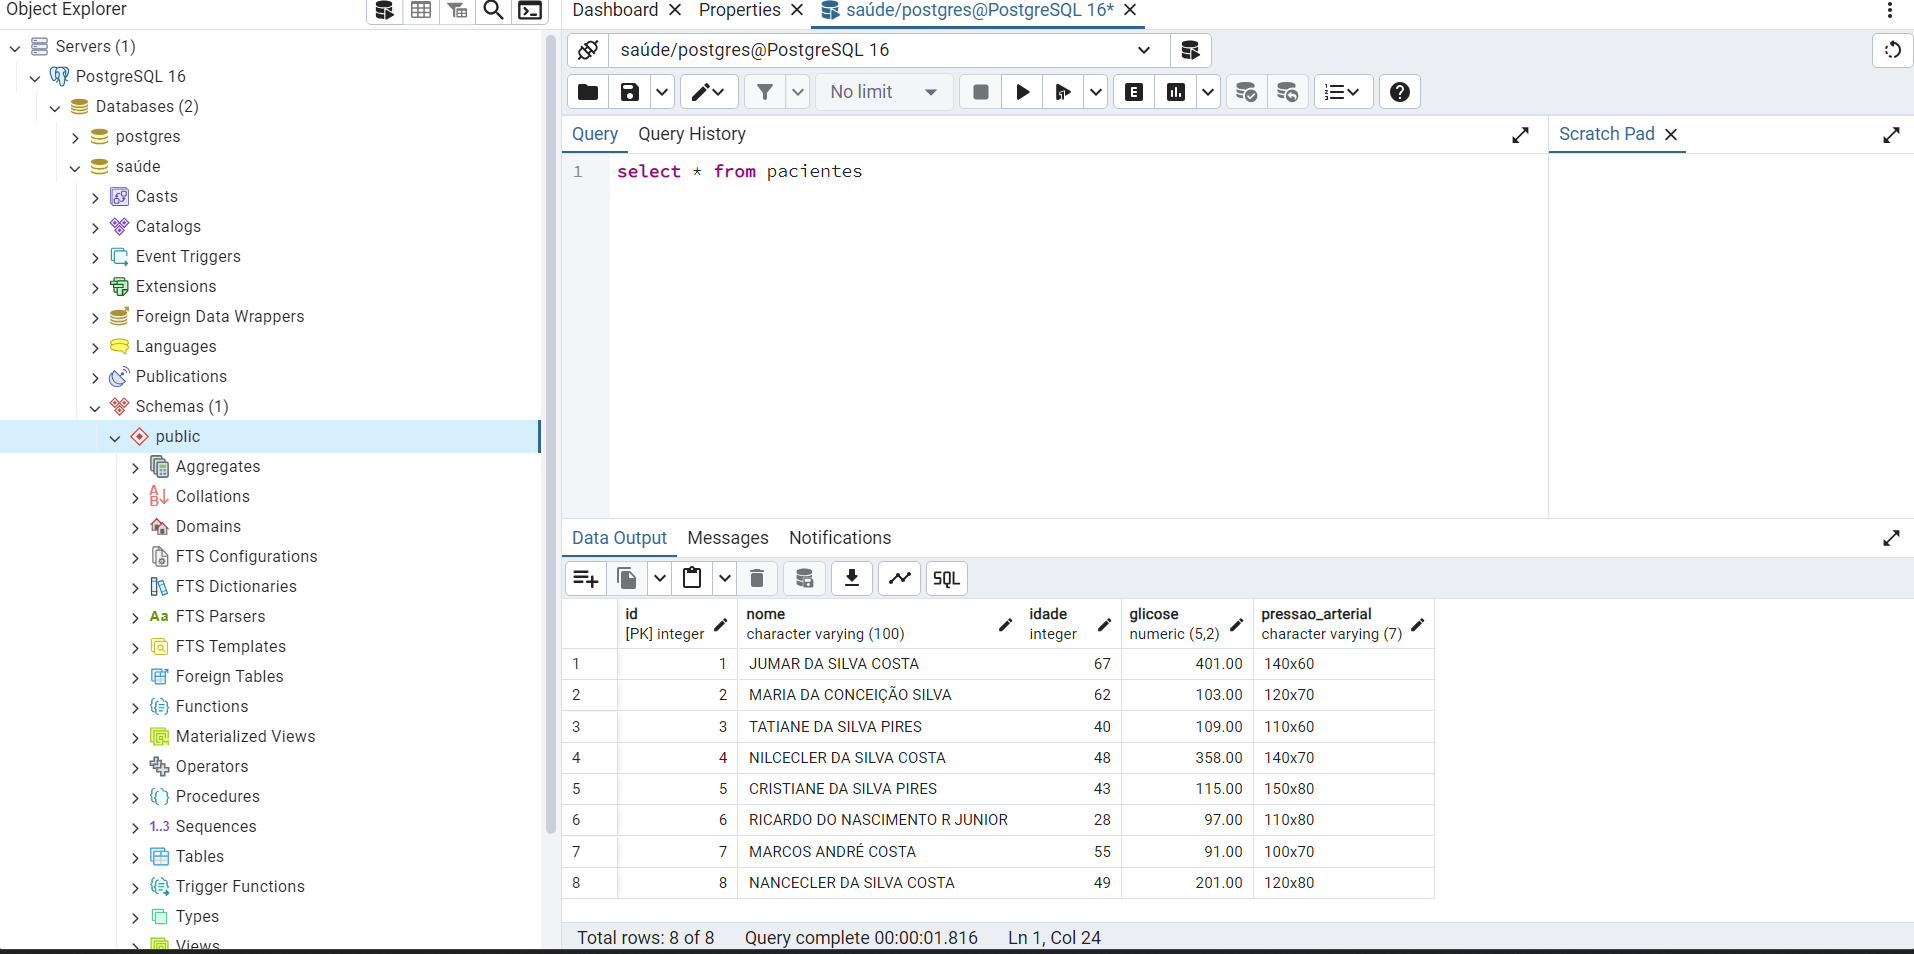 Object Explorer
Servers (1)
PostgreSQL 16
Databases (2)
postgres
saúde
Casts
Catalogs
Event Triggers
Extensions
Foreign Data Wrappers
Languages
Publications
Schemas (1)
public
Aggregates
Collations
Domains
FTS Configurations
FTS Dictionaries
Aa FTS Parsers
FTS Templates
Foreign Tables
Functions
Materialized Views
Operators
Procedures
1..3 Sequences
Tables
Trigger Functions
Types
Views
Dashboard Properties saúde/postgres@PostgreSQL 16*
saúde/postgres@PostgreSQL 16
No limit E
Query Query History Scratch Pad
1 select * from pacientes
Data Output Messages Notifications
SQL
id nome idade glicose pressao_arterial
[PK] integer character varying (100) integer numeric (5,2) character varying (7)
1 1 JUMAR DA SILVA COSTA 67 401.00 140x60
2 2 MARIA DA CONCEIÇÃO SILVA 62 103.00 120x70
3 3 TATIANE DA SILVA PIRES 40 109.00 110x60
4 4 NILCECLER DA SILVA COSTA 48 358.00 140x70
5 5 CRISTIANE DA SILVA PIRES 43 115.00 150x80
6 6 RICARDO DO NASCIMENTO R JUNIOR 28 97.00 110x80
7 7 MARCOS ANDRÉ COSTA 55 91.00 100x70
8 8 NANCECLER DA SILVA COSTA 49 201.00 120x80
Total rows: 8 of 8 Query complete 00:00:01.816 Ln 1, Col 24